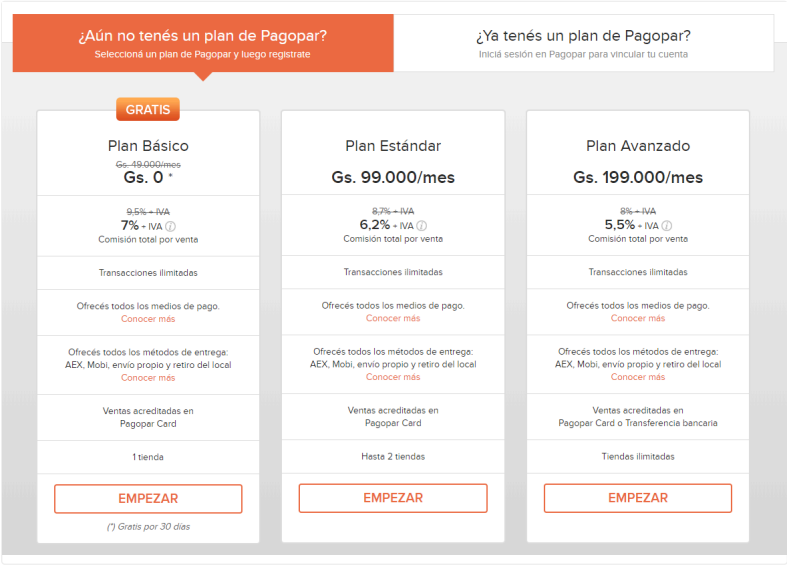 ¿Aún no tenés un plan de Pagopar?
Seleccioná un plan de Pagopar y luego registrate
¿Ya tenés un plan de Pagopar?
Iniciá sesión en Pagopar para vincular tu cuenta
GRATIS
Plan Básico
Gs. 49.000/mes
Gs. 0 *
9,5% + IVA
7% + IVA
Comisión total por venta
Transacciones ilimitadas
Ofrecés todos los medios de pago.
Conocer más
Ofrecés todos los métodos de entrega:
AEX, Mobi, envío propio y retiro del local
Conocer más
Ventas acreditadas en
Pagopar Card
1 tienda
EMPEZAR
(*) Gratis por 30 días
Plan Estándar
Gs. 99.000/mes
8,7% + IVA
6,2% + IVA
Comisión total por venta
Transacciones ilimitadas
Ofrecés todos los medios de pago.
Conocer más
Ofrecés todos los métodos de entrega:
AEX, Mobi, envío propio y retiro del local
Conocer más
Ventas acreditadas en
Pagopar Card
Hasta 2 tiendas
EMPEZAR
Plan Avanzado
Gs. 199.000/mes
8% + IVA
5,5% + IVA
Comisión total por venta
Transacciones ilimitadas
Ofrecés todos los medios de pago.
Conocer más
Ofrecés todos los métodos de entrega:
AEX, Mobi, envío propio y retiro del local
Conocer más
Ventas acreditadas en
Pagopar Card o Transferencia bancaria
Tiendas ilimitadas
EMPEZAR